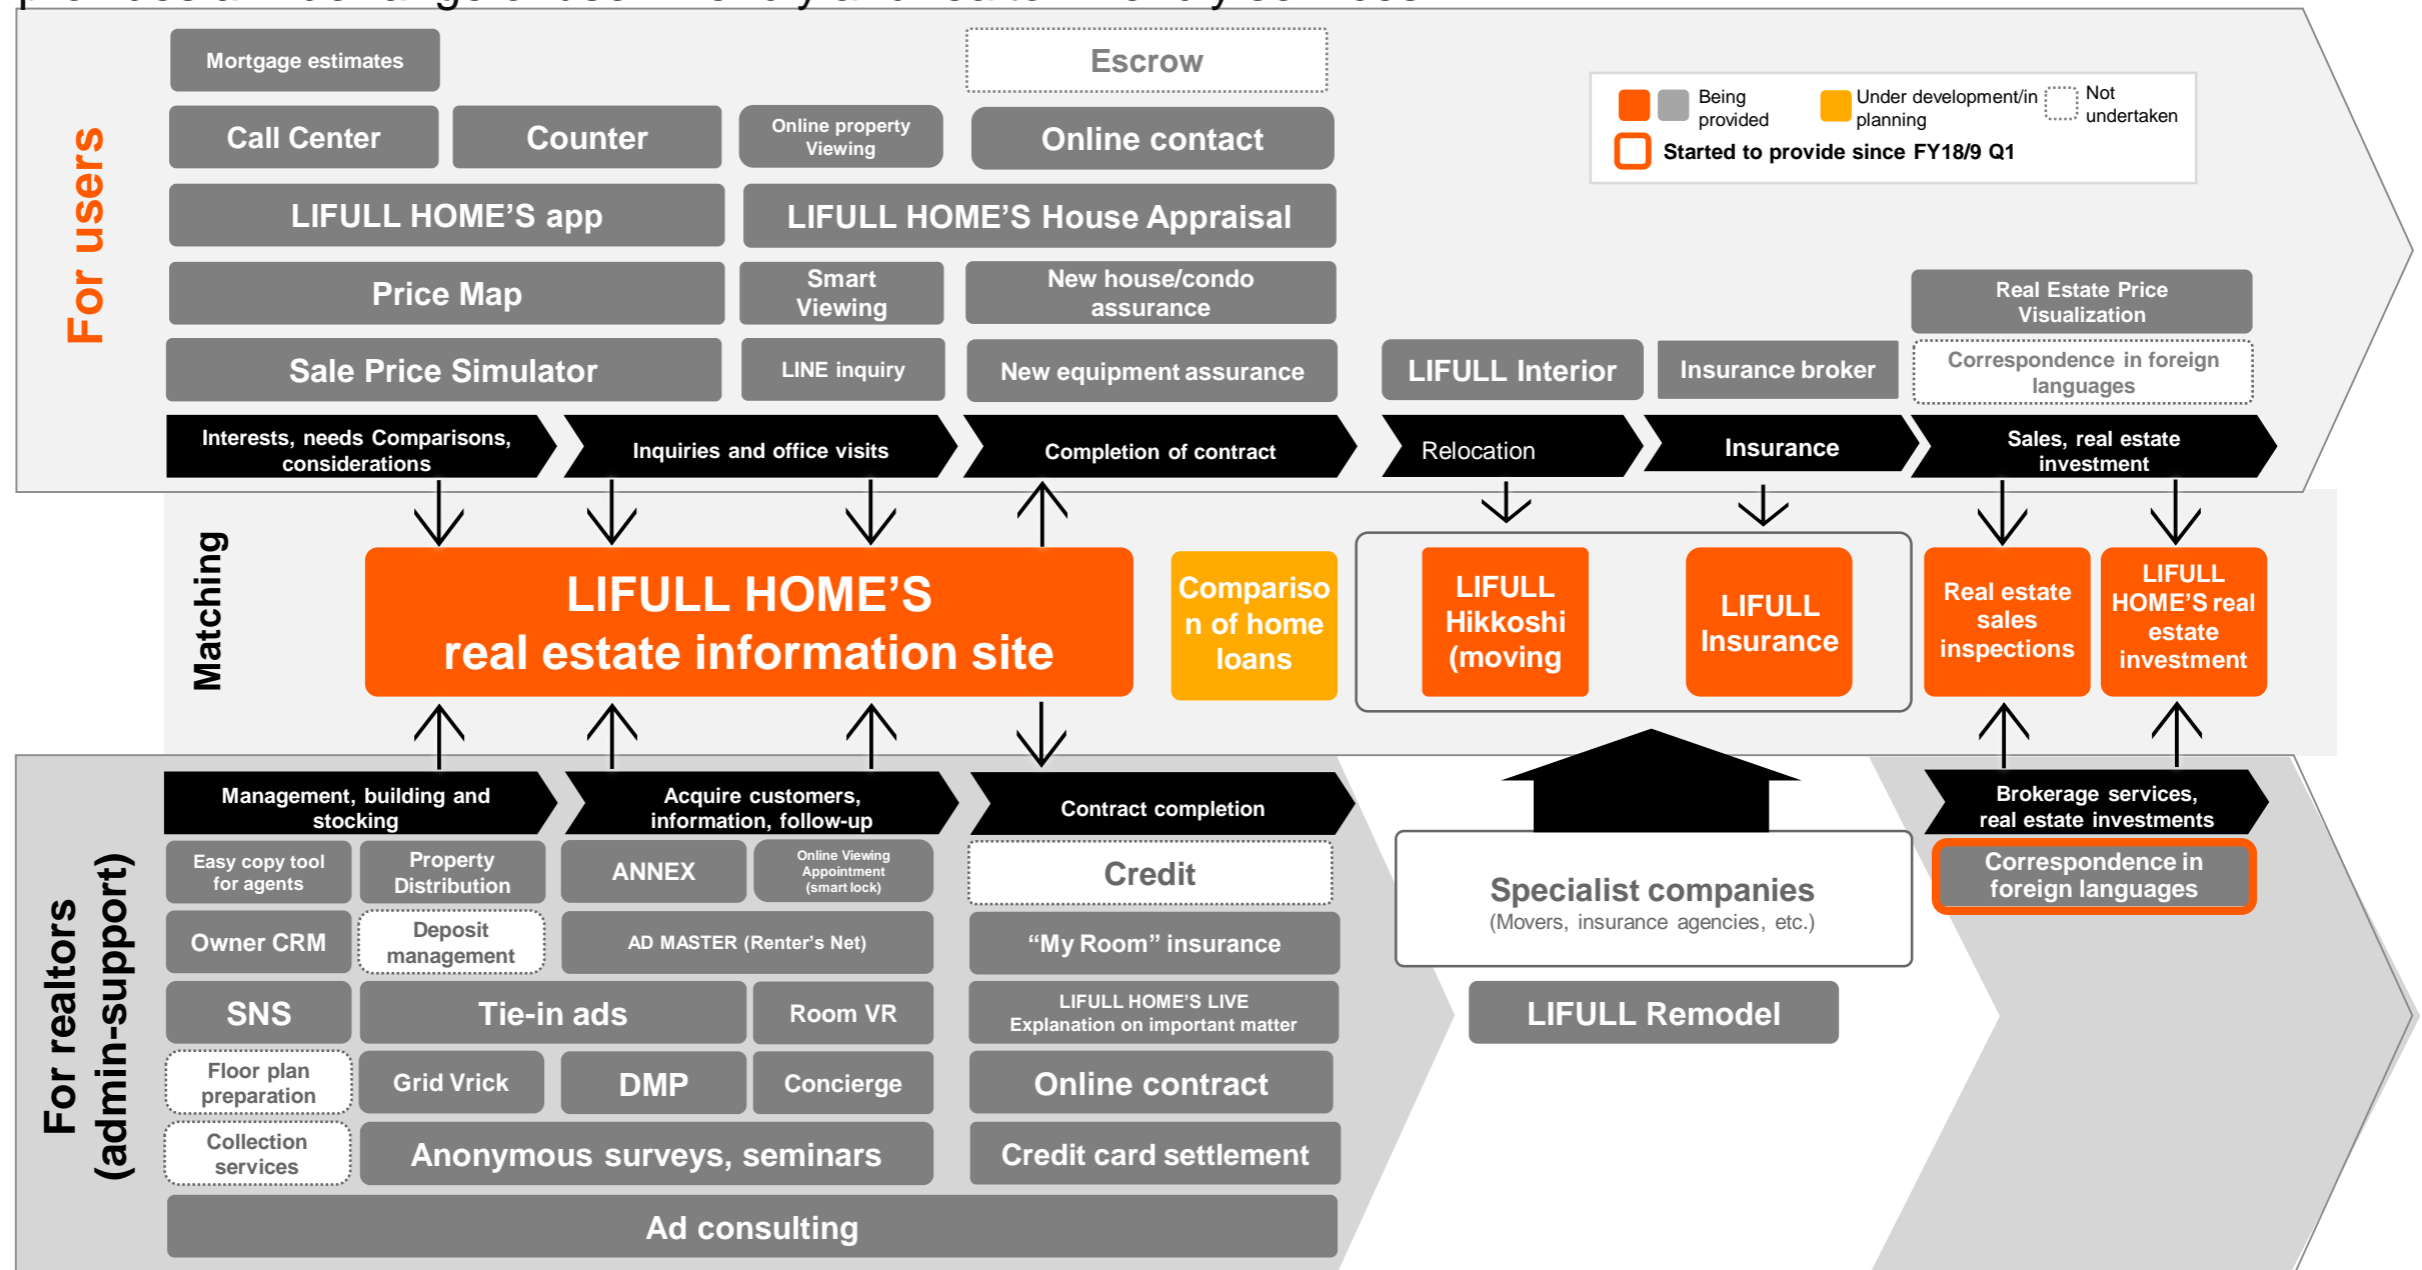 provides a wide range of user-friendly and realtor-friendly services
Mortgage estimates
Escrow
Being
provided
Under development/in
planning
Not
undertaken
Started to provide since FY18/9 Q1
For users
Call Center
Counter
Online property
Viewing
Online contact
LIFULL HOME’S app
LIFULL HOME’S House Appraisal
Price Map
Smart
Viewing
New house/condo
assurance
Real Estate Price
Visualization
Sale Price Simulator
LINE inquiry
New equipment assurance
LIFULL Interior
Insurance broker
Correspondence in foreign
languages
Interests, needs Comparisons,
considerations
Inquiries and office visits
Completion of contract
Relocation
Insurance
Sales, real estate
investment
Matching
LIFULL HOME’S
real estate information site
Compariso
n of home
loans
LIFULL
Hikkoshi
(moving
LIFULL
Insurance
Real estate
sales
inspections
LIFULL
HOME’S real
estate
investment
For realtors
(admin-support)
Management, building and
stocking
Acquire customers,
information, follow-up
Contract completion
Brokerage services,
real estate investments
Easy copy tool
for agents
Property
Distribution
ANNEX
Online Viewing
Appointment
(smart lock)
Credit
Specialist companies
(Movers, insurance agencies, etc.)
Correspondence in
foreign languages
Owner CRM
Deposit
management
AD MASTER (Renter’s Net)
“My Room” insurance
SNS
Tie-in ads
Room VR
LIFULL HOME’S LIVE
Explanation on important matter
LIFULL Remodel
Floor plan
preparation
Grid Vrick
DMP
Concierge
Online contract
Collection
services
Anonymous surveys, seminars
Credit card settlement
Ad consulting